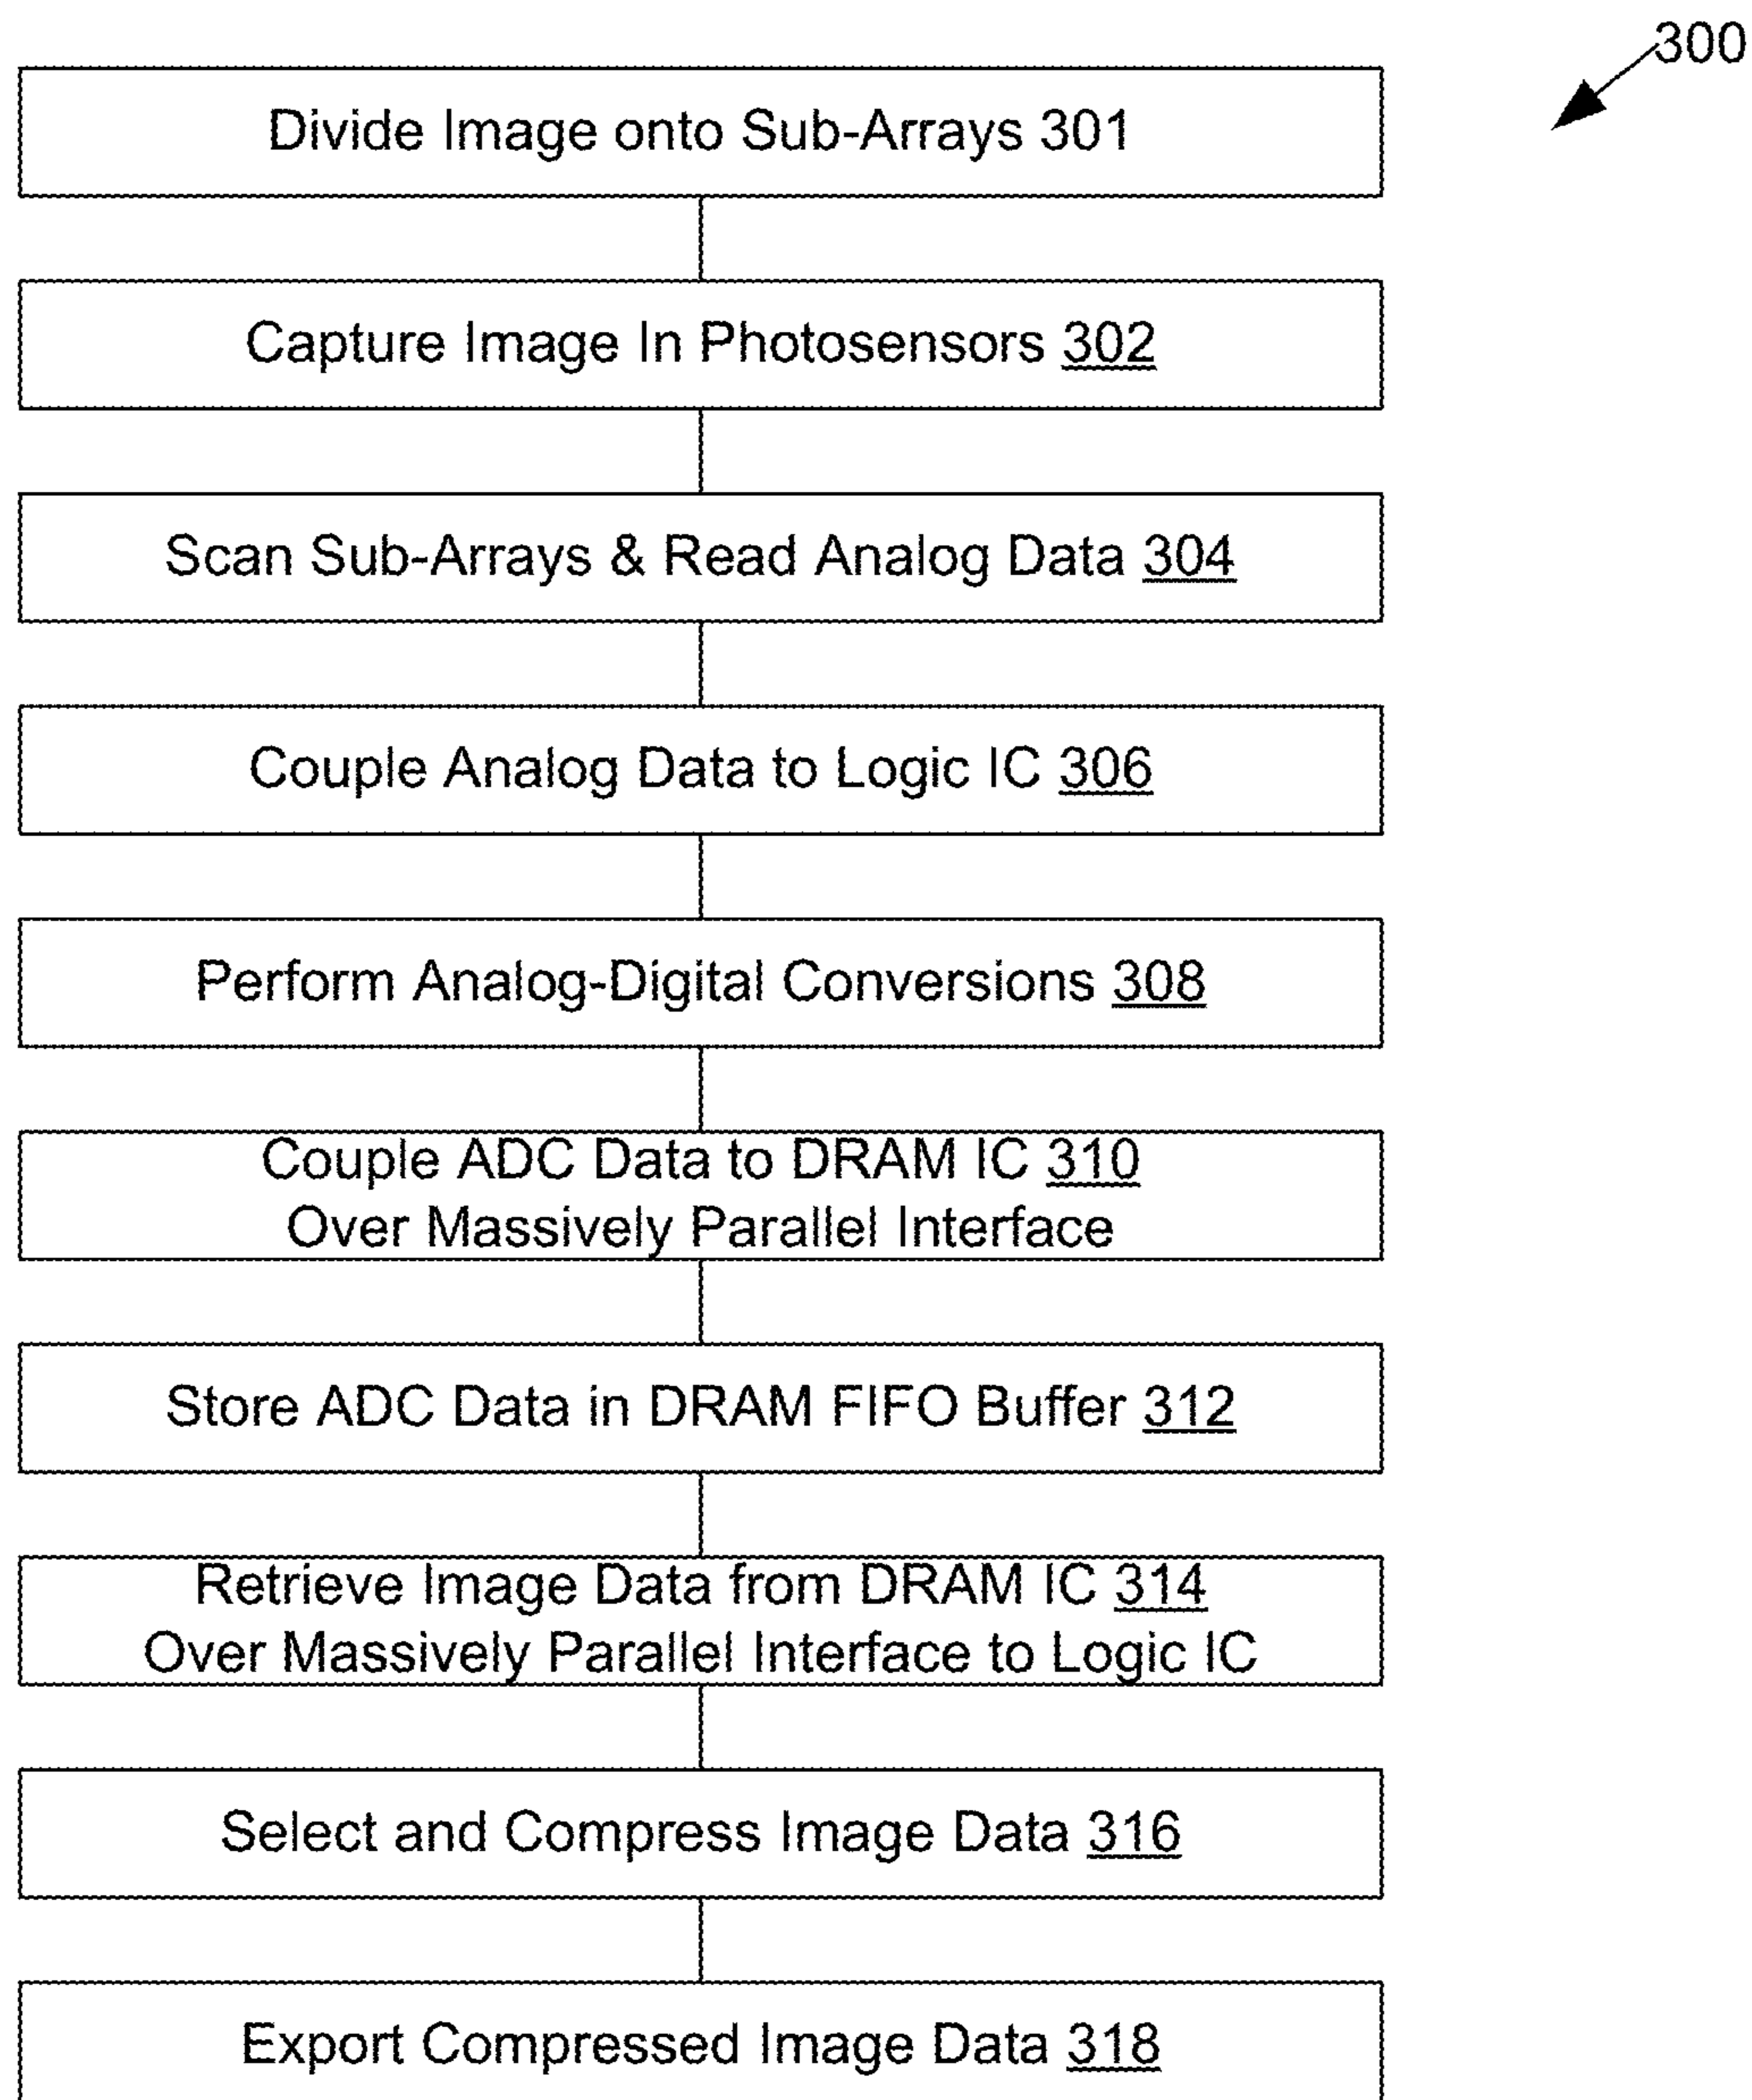 300
Divide Image onto Sub-Arrays 301
Capture Image In Photosensors 302
Scan Sub-Arrays & Read Analog Data 304
Couple Analog Data to Logic IC 306
Perform Analog-Digital Conversions 308
Couple ADC Data to DRAM IC 310
Over Massively Parallel Interface
Store ADC Data in DRAM FIFO Buffer 312
Retrieve Image Data from DRAM IC 314
Over Massively Parallel Interface to Logic IC
Select and Compress Image Data 316
Export Compressed Image Data 318